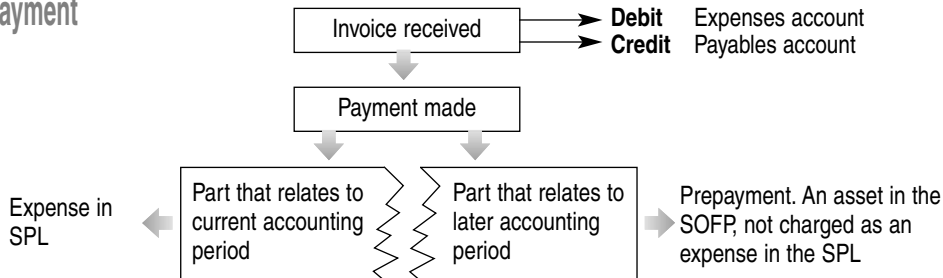 ayment
Invoice received
Debit Expenses account
Credit Payables account
Payment made
Expense in
SPL
Part that relates to
current accounting
period
Part that relates to
later accounting
period
Prepayment. An asset in the
SOFP, not charged as an
expense in the SPL